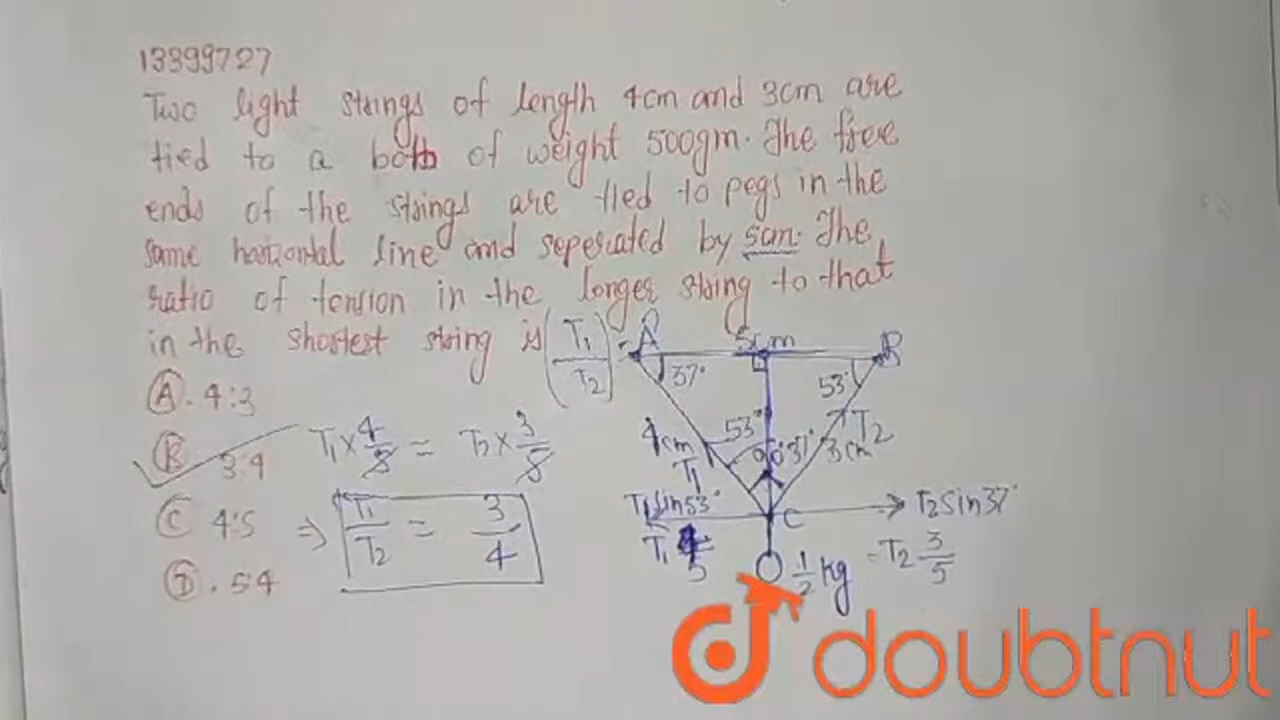 13399727
Two light strings of length 4cm and 3cm are
tied to a bob of weight 500gm. The free
ends of the strings are tied to pegs in the
same horizontal line and seperated by 5cm. The
ratio of tension in the longer string to that
in the shortest string is (T₁/T₂) =
(A). 4:3
(B) 3:4
(C) 4:5
(D). 5:4
T₁ × 4/5 = T₂ × 3/5
⇒ T₁/T₂ = 3/4
A 5cm B
37° 53°
4cm 53° 90° 37° 3cm T₂
T₁
T₁sin53° C T₂sin37°
T₁ 4/5 = T₂ 3/5
1/2 kg
doubtnut